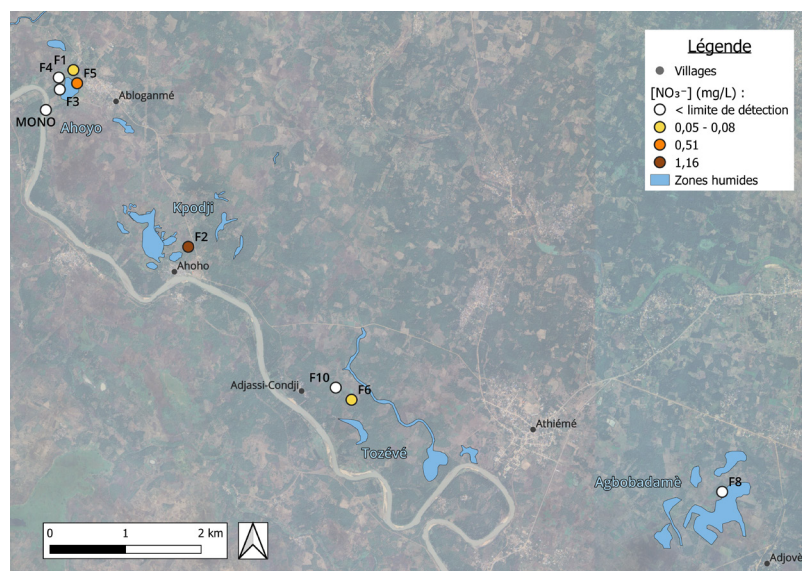 Légende
Villages
[NO₃⁻] (mg/L) :
< limite de détection
0,05 - 0,08
0,51
1,16
Zones humides
F1
F4
F5
F3
Abloganmé
MONO
Ahoyo
Kpodji
F2
Ahoho
F10
F6
Adjassi-Condji
Athiémé
Tozévé
Agbobadamè
F8
Adjovè
0 1 2 km